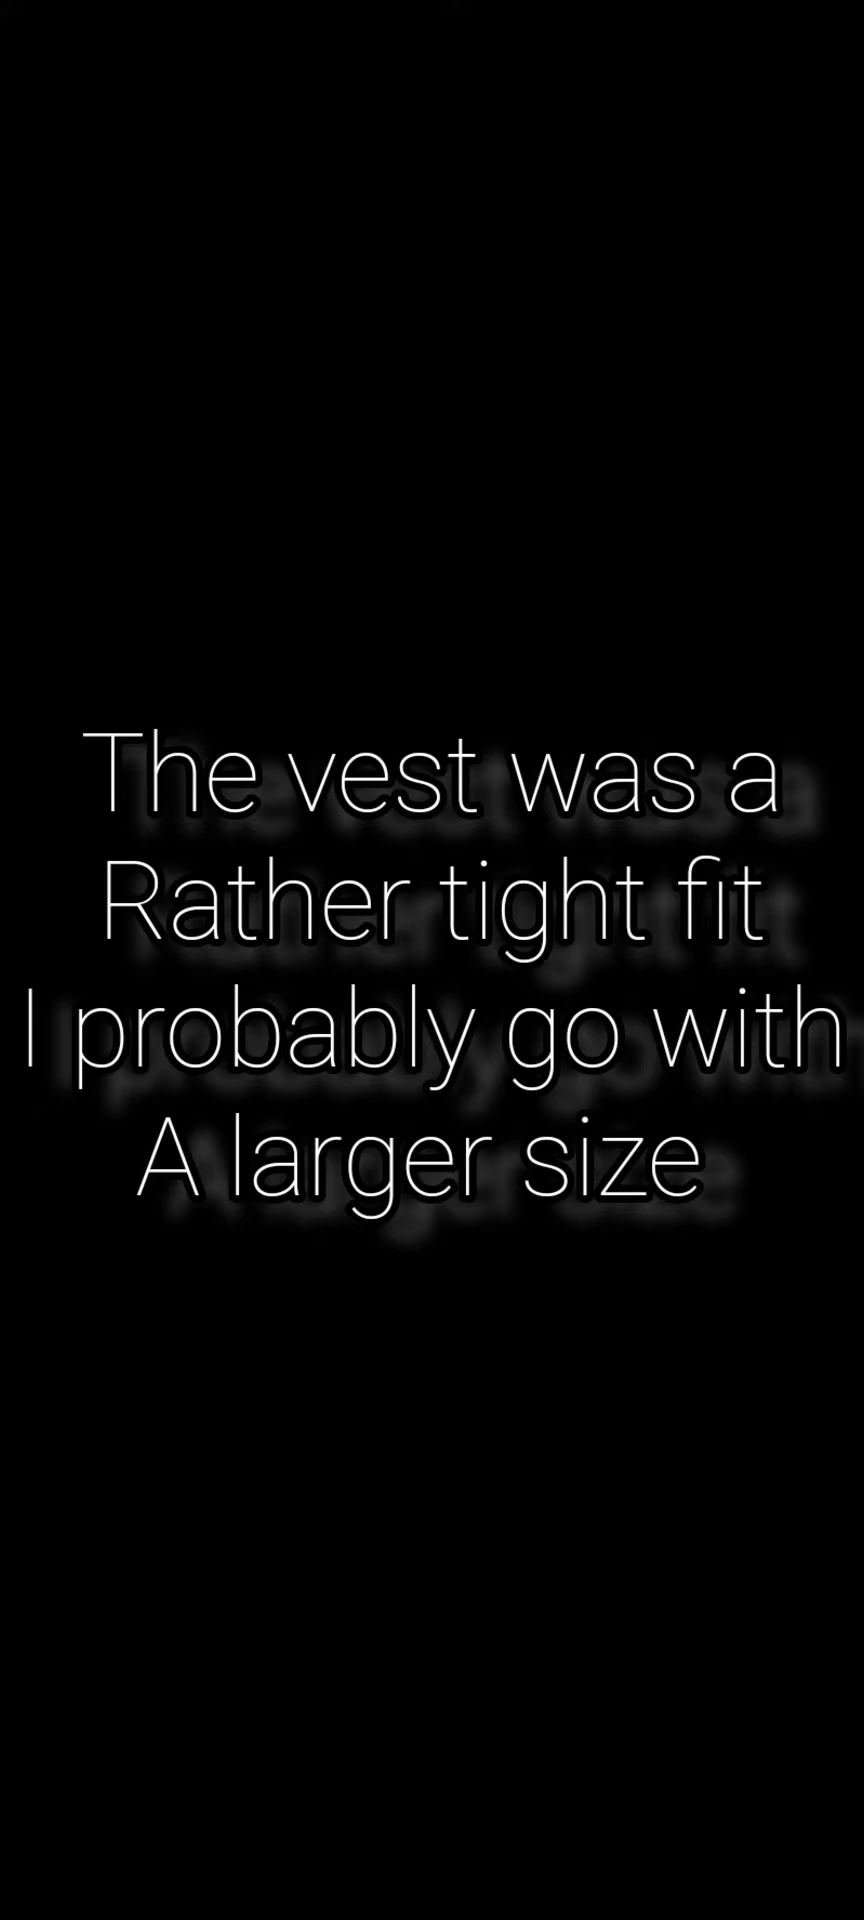 The vest was a
Rather tight fit
I probably go with
A larger size